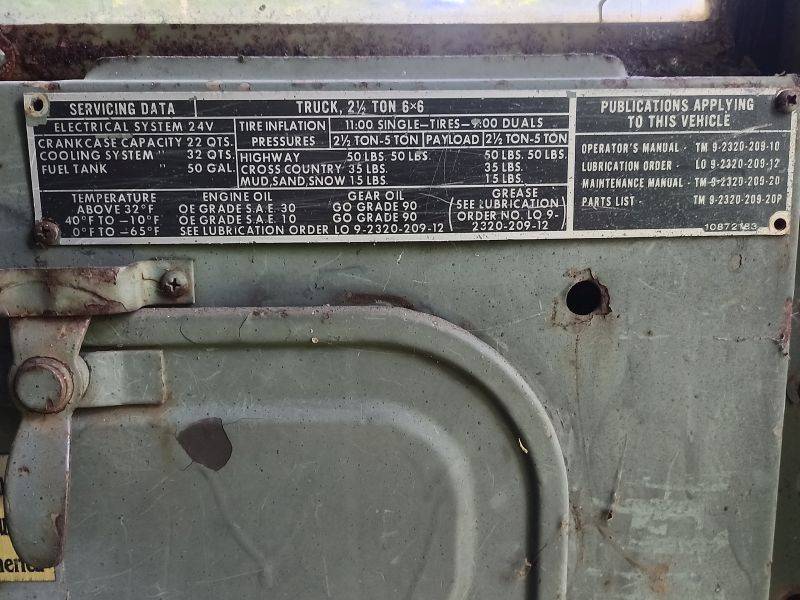 SERVICING DATA TRUCK, 2½ TON 6×6
ELECTRICAL SYSTEM 24V
CRANKCASE CAPACITY 22 QTS.
COOLING SYSTEM " 32 QTS.
FUEL TANK " 50 GAL.
TIRE INFLATION 11:00 SINGLE-TIRES-9:00 DUALS
PRESSURES 2½ TON-5 TON PAYLOAD 2½ TON-5 TON
HIGHWAY 50 LBS. 50 LBS. 50 LBS. 50 LBS.
CROSS COUNTRY 35 LBS. 35 LBS.
MUD, SAND, SNOW 15 LBS. 15 LBS.
TEMPERATURE ENGINE OIL GEAR OIL GREASE
ABOVE 32°F OE GRADE S.A.E. 30 GO GRADE 90 (SEE LUBRICATION)
40°F TO -10°F OE GRADE S.A.E. 10 GO GRADE 90 (ORDER NO. LO 9-
0°F TO -65°F SEE LUBRICATION ORDER LO 9-2320-209-12 2320-209-12
PUBLICATIONS APPLYING
TO THIS VEHICLE
OPERATOR'S MANUAL - TM 9-2320-209-10
LUBRICATION ORDER - LO 9-2320-209-12
MAINTENANCE MANUAL - TM 9-2320-209-20
PARTS LIST TM 9-2320-209-20P
10872183